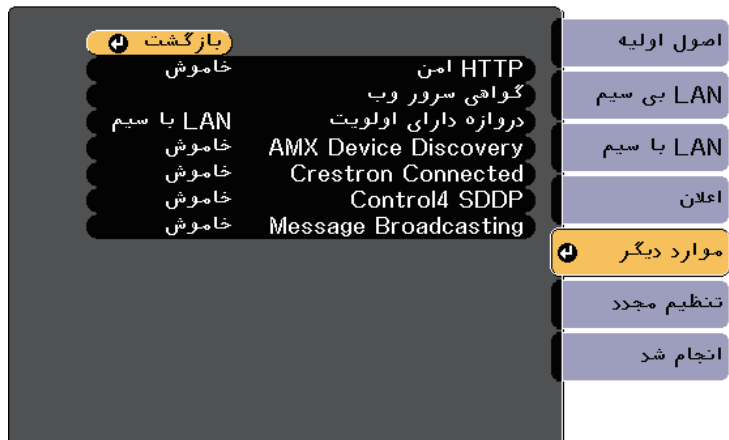 اصول اولیه
LAN بی سیم
LAN با سیم
اعلان
موارد دیگر
تنظیم مجدد
انجام شد
بازگشت
HTTP امن خاموش
گواهی سرور وب
دروازه دارای اولویت LAN با سیم
AMX Device Discovery خاموش
Crestron Connected خاموش
Control4 SDDP خاموش
Message Broadcasting خاموش